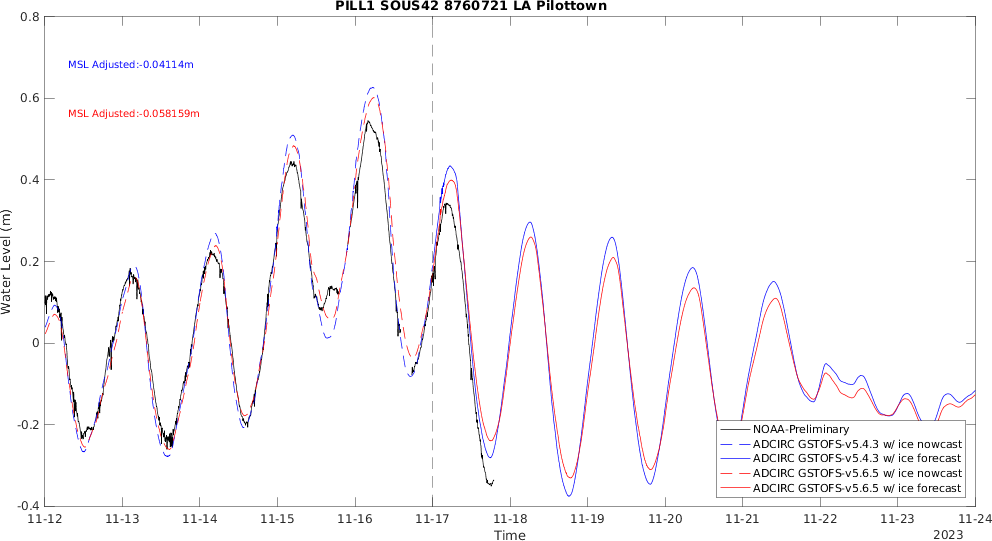 PILL1 SOUS42 8760721 LA Pilottown
MSL Adjusted:-0.04114m
MSL Adjusted:-0.058159m
Water Level (m)
0.8
0.6
0.4
0.2
0
-0.2
-0.4
NOAA-Preliminary
ADCIRC GSTOFS-v5.4.3 w/ice nowcast
ADCIRC GSTOFS-v5.4.3 w/ice forecast
ADCIRC GSTOFS-v5.6.5 w/ice nowcast
ADCIRC GSTOFS-v5.6.5 w/ice forecast
11-12 11-13 11-14 11-15 11-16 11-17 11-18 11-19 11-20 11-21 11-22 11-23 11-24
Time
2023